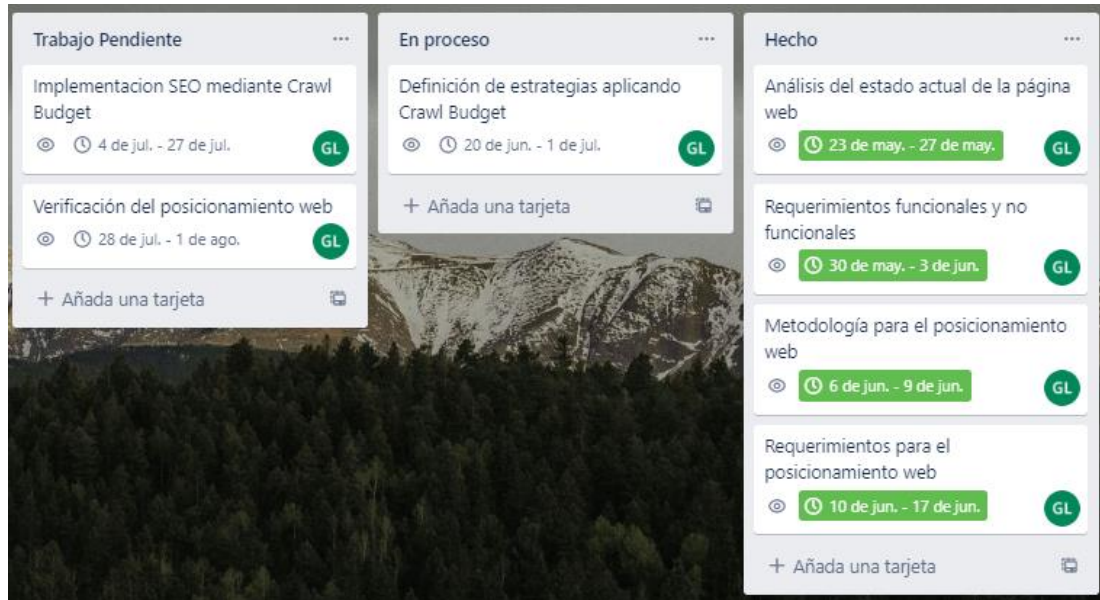 Trabajo Pendiente
Implementacion SEO mediante Crawl
Budget
4 de jul. - 27 de jul.
GL
Verificación del posicionamiento web
28 de jul. - 1 de ago.
GL
+ Añada una tarjeta
En proceso
Definición de estrategias aplicando
Crawl Budget
20 de jun. - 1 de jul.
GL
+ Añada una tarjeta
Hecho
Análisis del estado actual de la página
web
23 de may. - 27 de may.
GL
Requerimientos funcionales y no
funcionales
30 de may. - 3 de jun.
GL
Metodología para el posicionamiento
web
6 de jun. - 9 de jun.
GL
Requerimientos para el
posicionamiento web
10 de jun. - 17 de jun.
GL
+ Añada una tarjeta